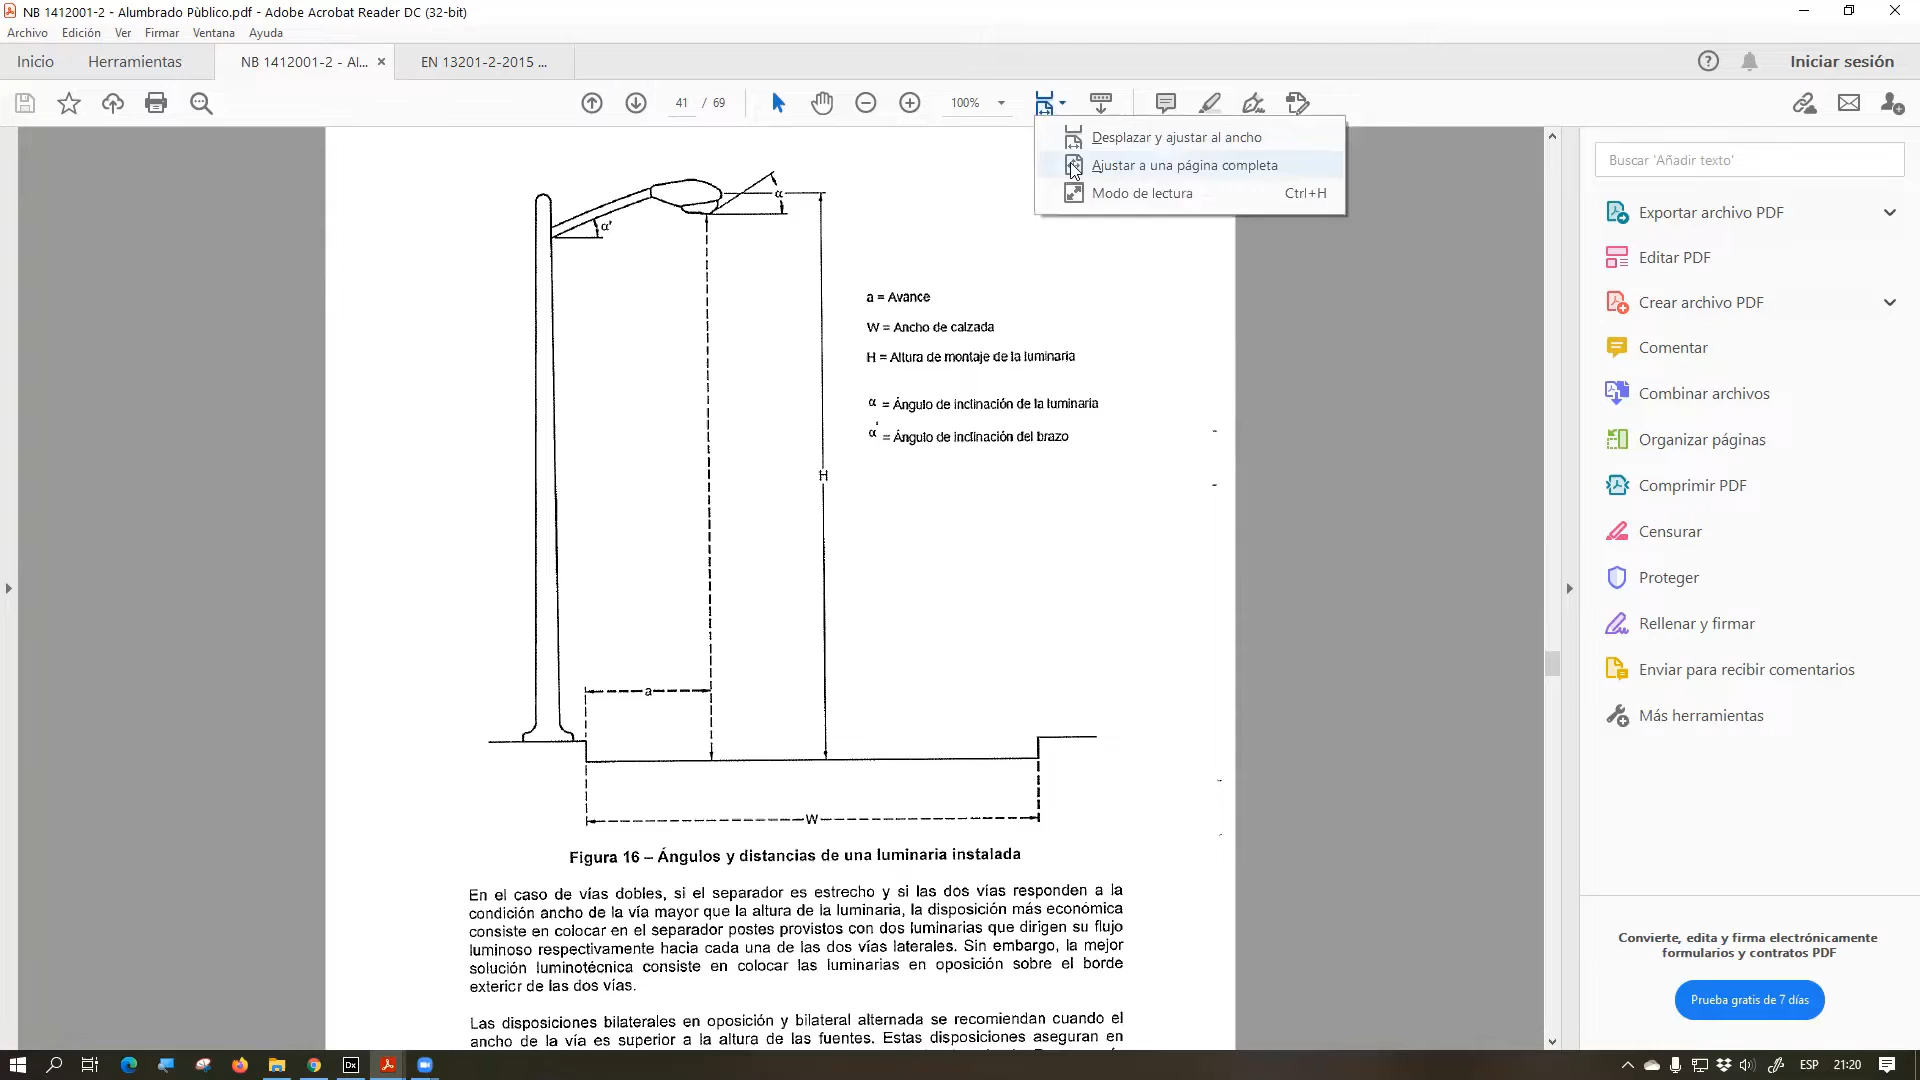 NB 1412001-2 - Alumbrado Pùblico.pdf - Adobe Acrobat Reader DC (32-bit)
Archivo Edición Ver Firmar Ventana Ayuda
Inicio Herramientas NB 1412001-2 - Al... × EN 13201-2-2015 ... Iniciar sesión
41 / 69 100%
Desplazar y ajustar al ancho
Ajustar a una página completa
Modo de lectura Ctrl+H
Buscar 'Añadir texto'
Exportar archivo PDF
Editar PDF
Crear archivo PDF
Comentar
Combinar archivos
Organizar páginas
Comprimir PDF
Censurar
Proteger
Rellenar y firmar
Enviar para recibir comentarios
Más herramientas
Convierte, edita y firma electrónicamente
formularios y contratos PDF
Prueba gratis de 7 días
α
α'
a = Avance
W = Ancho de calzada
H = Altura de montaje de la luminaria
α = Ángulo de inclinación de la luminaria
α' = Ángulo de inclinación del brazo
H
a
W
Figura 16 – Ángulos y distancias de una luminaria instalada
En el caso de vías dobles, si el separador es estrecho y si las dos vías responden a la
condición ancho de la vía mayor que la altura de la luminaria, la disposición más económica
consiste en colocar en el separador postes provistos con dos luminarias que dirigen su flujo
luminoso respectivamente hacia cada una de las dos vías laterales. Sin embargo, la mejor
solución luminotécnica consiste en colocar las luminarias en oposición sobre el borde
exterior de las dos vías.
Las disposiciones bilaterales en oposición y bilateral alternada se recomiendan cuando el
ancho de la vía es superior a la altura de las fuentes. Estas disposiciones aseguran en
Dx
ESP 21:20